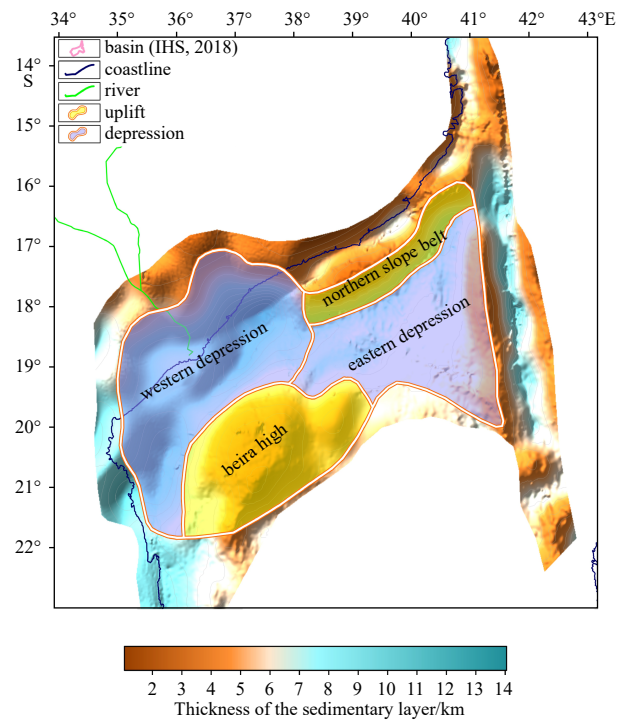 34° 35° 36° 37° 38° 39° 40° 41° 42° 43°E
14°
S
15°
16°
17°
18°
19°
20°
21°
22°
basin (IHS, 2018)
coastline
river
uplift
depression
northern slope belt
western depression
eastern depression
beira high
2 3 4 5 6 7 8 9 10 11 12 13 14
Thickness of the sedimentary layer/km